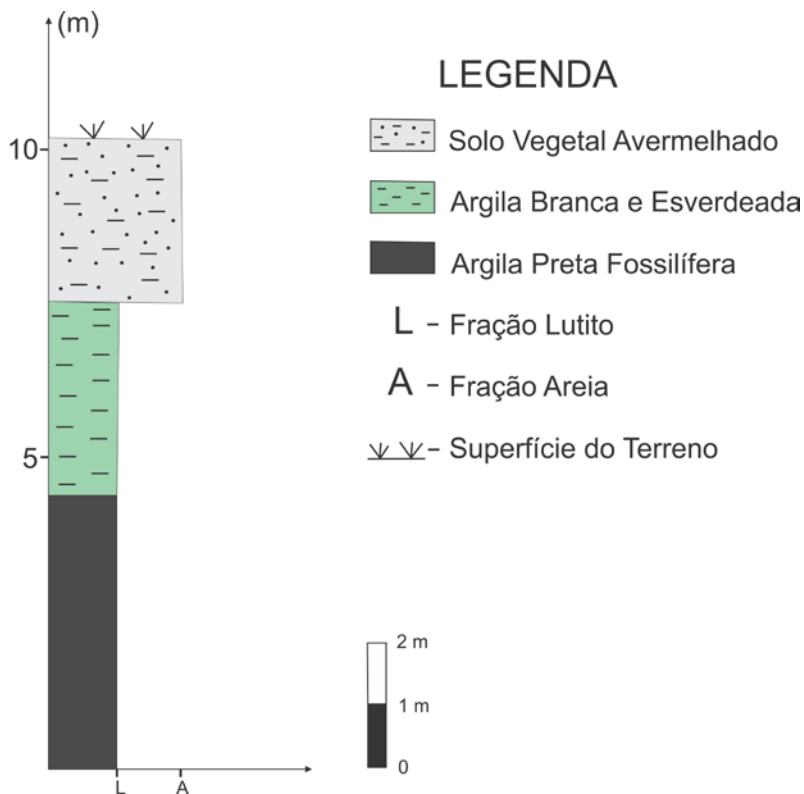 (m)
10
5
L
A
LEGENDA
Solo Vegetal Avermelhado
Argila Branca e Esverdeada
Argila Preta Fossilífera
L - Fração Lutito
A - Fração Areia
- Superfície do Terreno
2 m
1 m
0